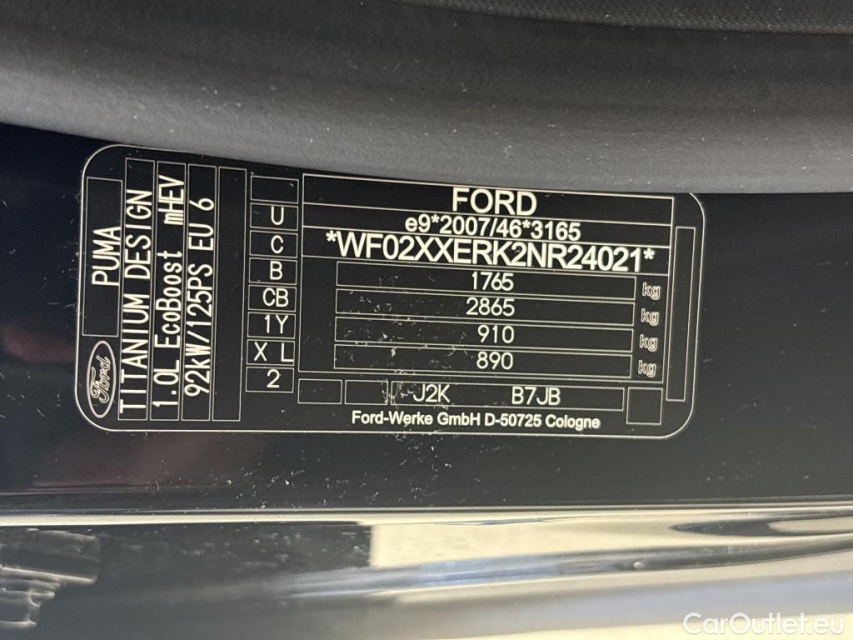 PUMA
TITANIUM DESIGN
1.0L EcoBoost mHEV
92kW/125PS EU 6
Ford
U
C
B
CB
1Y
X L
2
FORD
e9*2007/46*3165
*WF02XXERK2NR24021*
1765 kg
2865 kg
910 kg
890 kg
J2K B7JB
Ford-Werke GmbH D-50725 Cologne
CarOutlet.eu